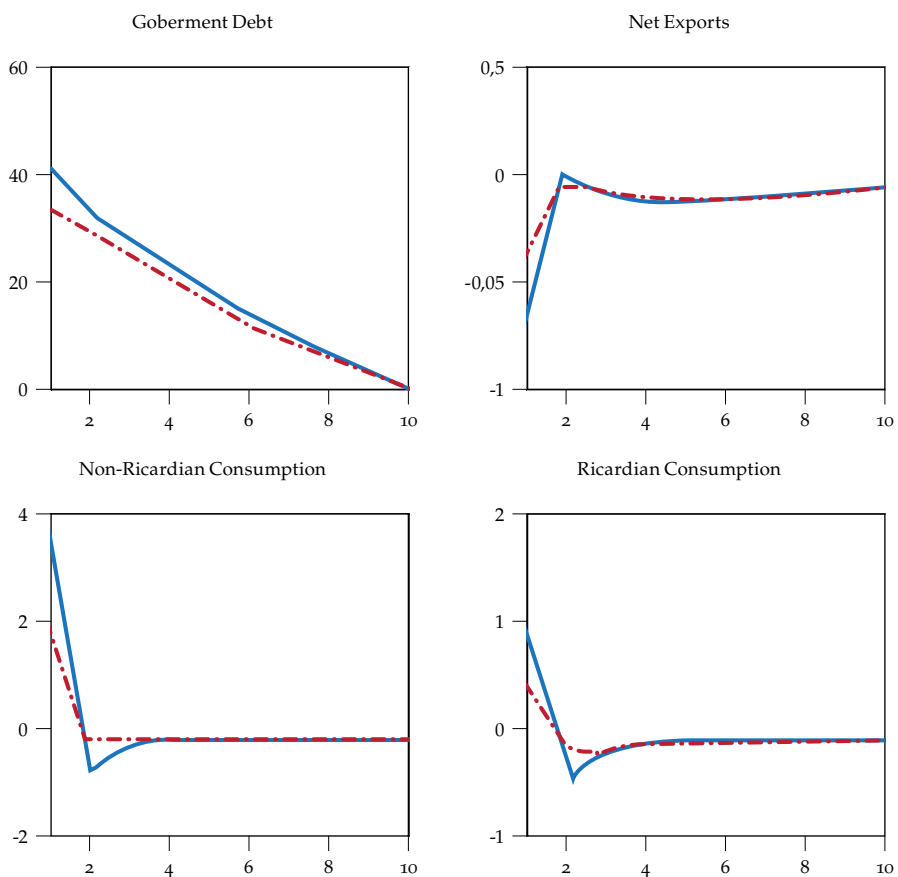 Goberment Debt
60
40
20
0
2 4 6 8 10
Net Exports
0,5
0
-0,05
-1
2 4 6 8 10
Non-Ricardian Consumption
4
2
0
-2
2 4 6 8 10
Ricardian Consumption
2
1
0
-1
2 4 6 8 10